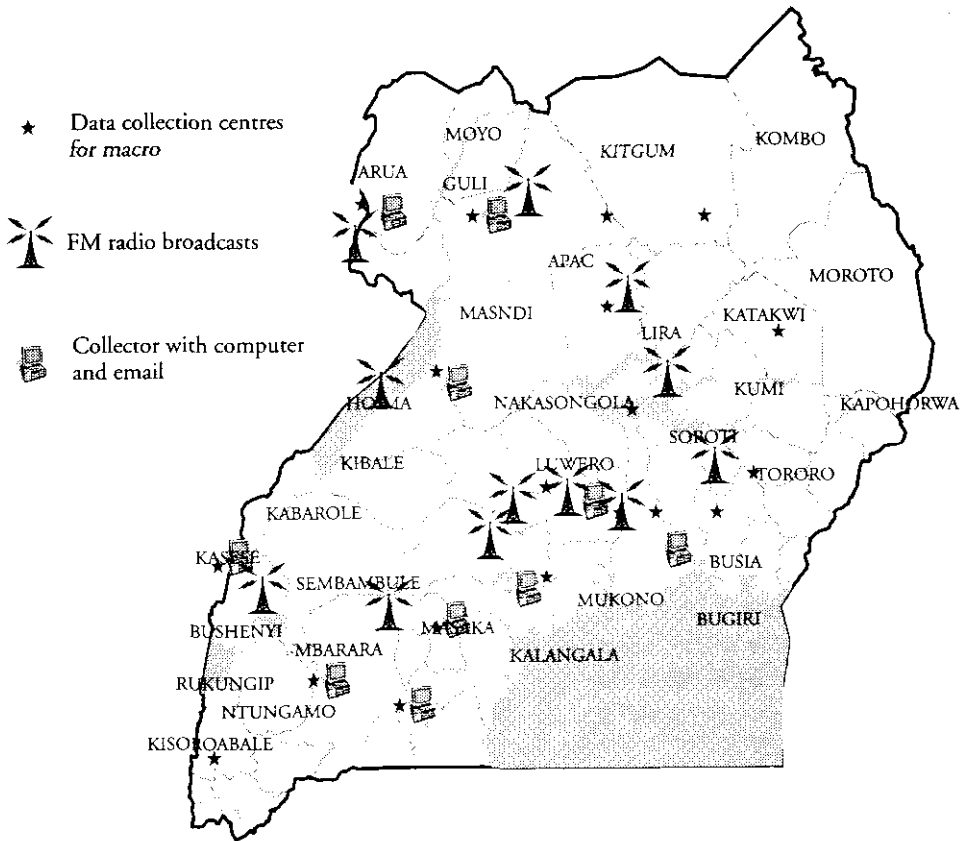 Data collection centres
for macro
FM radio broadcasts
Collector with computer
and email
MOYO
KOMBO
KITGUM
ARUA
GULI
APAC
MOROTO
MASNDI
KATAKWI
LIRA
KUMI
HOIMA
NAKASONGOLA
KAPOHORWA
SOROTI
KIBALE
LUWERO
TORORO
KABAROLE
KASESE
BUSIA
SEMBAMBULE
MUKONO
BUGIRI
BUSHENYI
MASAKA
MBARARA
KALANGALA
RUKUNGIP
NTUNGAMO
KISOROABALE